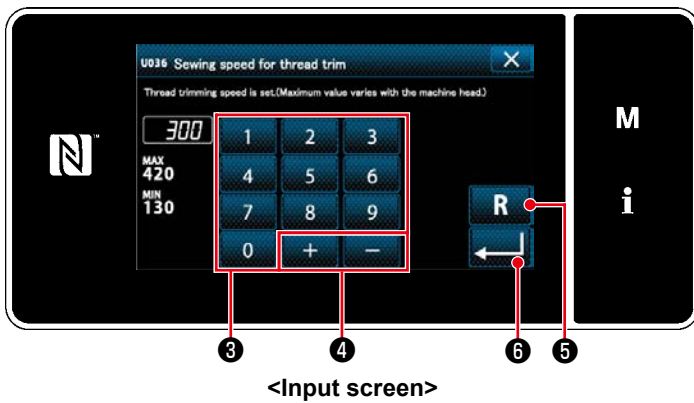 U036 Sewing speed for thread trim
Thread trimming speed is set.(Maximum value varies with the machine head.)
300
1 2 3
MAX
420
4 5 6
MIN
130
7 8 9
R
0 + −
N
™
M
i
❸ ❹ ❻ ❺
<Input screen>